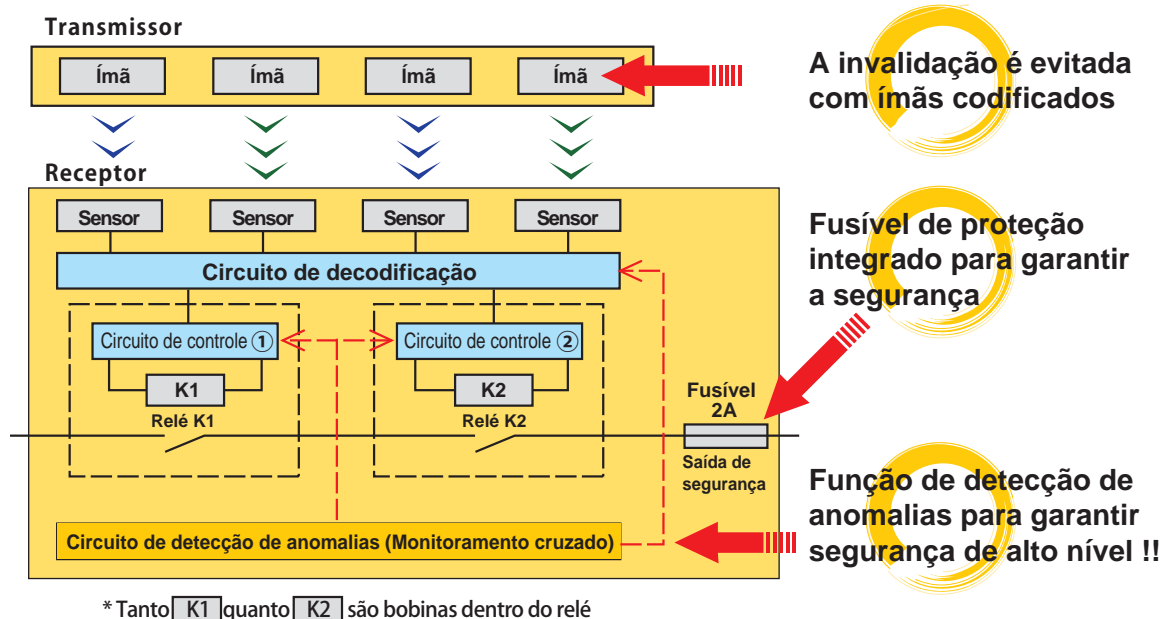 Transmissor
Ímã
Ímã
Ímã
Ímã
A invalidação é evitada
com ímãs codificados
Receptor
Sensor
Sensor
Sensor
Sensor
Fusível de proteção
integrado para garantir
a segurança
Circuito de decodificação
Circuito de controle ①
Circuito de controle ②
K1
K2
Relé K1
Relé K2
Fusível
2A
Saída de
segurança
Função de detecção de
anomalias para garantir
segurança de alto nível !!
Circuito de detecção de anomalias (Monitoramento cruzado)
* Tanto K1 quanto K2 são bobinas dentro do relé